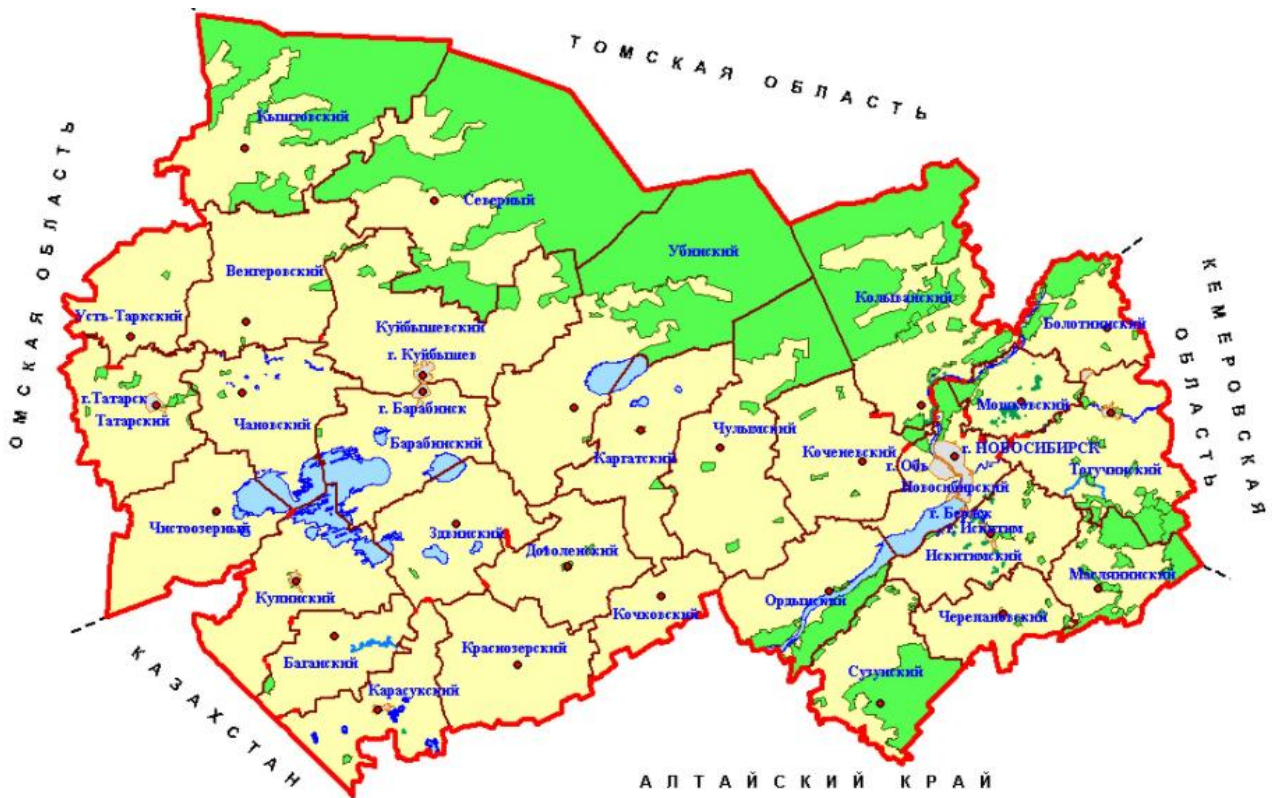 ТОМСКАЯ ОБЛАСТЬ
ОМСКАЯ ОБЛАСТЬ
КЕМЕРОВСКАЯ
ОБЛАСТЬ
Кыштовский
Северный
Убинский
Венгеровский
Колыванский
Усть-Таркский
Куйбышевский
Болотнинский
г. Куйбышев
г.Татарск
Татарский
г. Барабинск
Мошковский
Чановский
Барабинский
Чулымский
Каргатский
Коченевский
г. НОВОСИБИРСК
г. Обь
Тогучинский
Новосибирский
г. Бердск
Чистоозерный
Здвинский
г. Искитим
Доволенский
Искитимский
Маслянинский
Купинский
Ордынский
Кочковский
Черепановский
Краснозерский
Баганский
Сузунский
Карасукский
КАЗАХСТАН
АЛТАЙСКИЙ КРАЙ